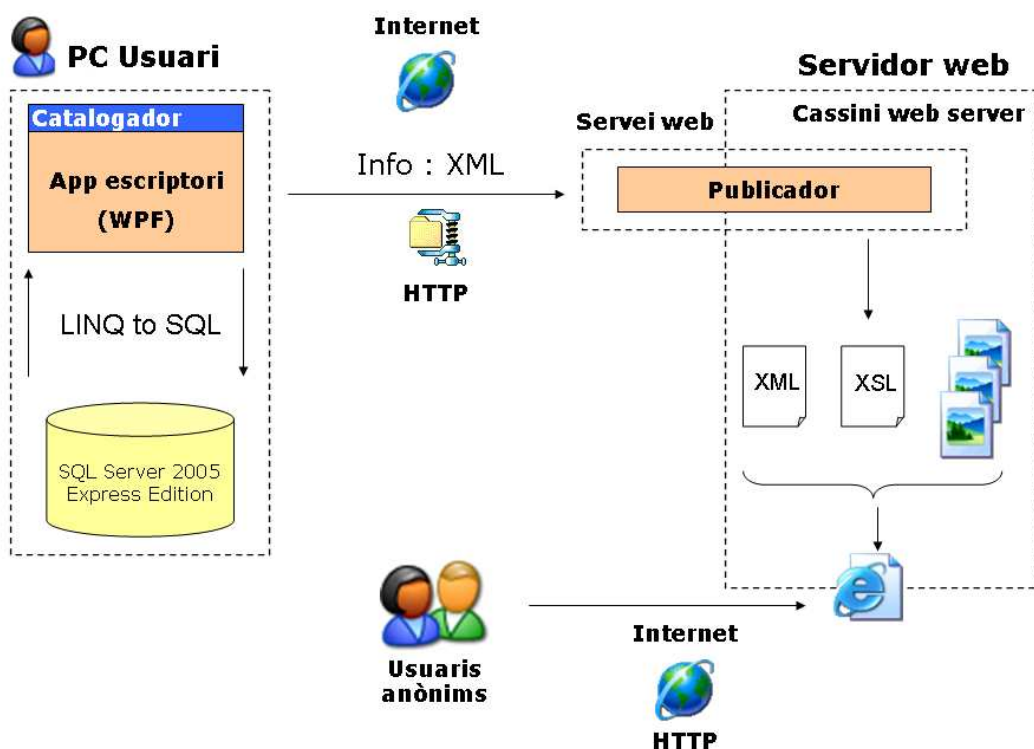 PC Usuari
Catalogador
App escriptori
(WPF)
LINQ to SQL
SQL Server 2005
Express Edition
Internet
Info : XML
HTTP
Servidor web
Cassini web server
Servei web
Publicador
XML
XSL
Usuaris
anònims
Internet
HTTP